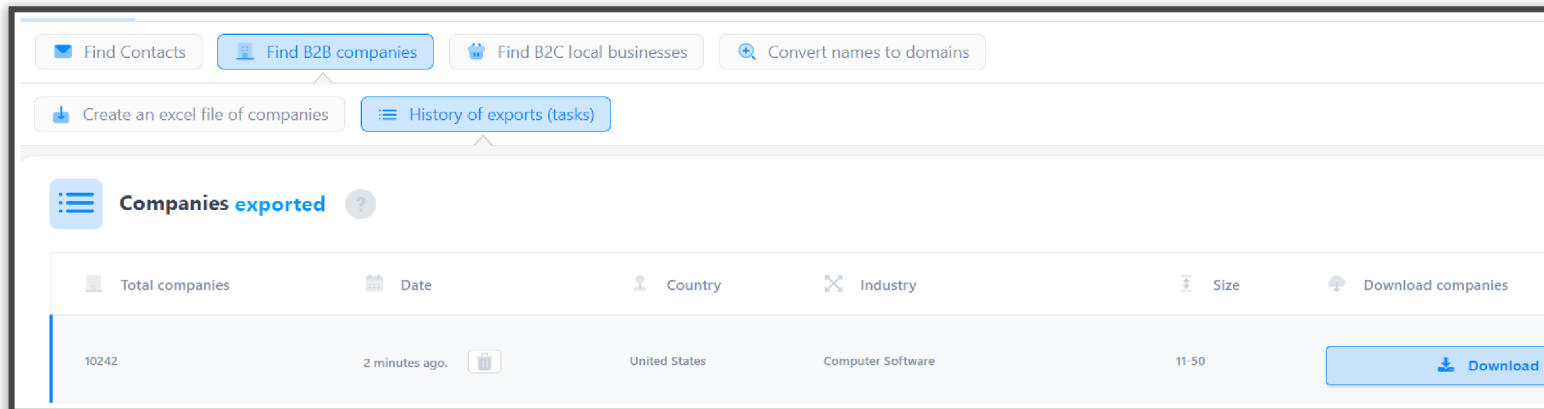 Find Contacts Find B2B companies Find B2C local businesses Convert names to domains
Create an excel file of companies History of exports (tasks)
Companies exported ?
Total companies Date Country Industry Size Download companies
10242 2 minutes ago. United States Computer Software 11-50 Download